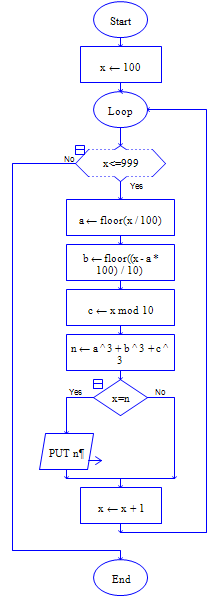 Start
x ← 100
Loop
x<=999
No
Yes
a ← floor(x / 100)
b ← floor((x - a *
100) / 10)
c ← x mod 10
n ← a ^ 3 + b ^ 3 + c ^
3
x=n
Yes
No
PUT n¶
x ← x + 1
End